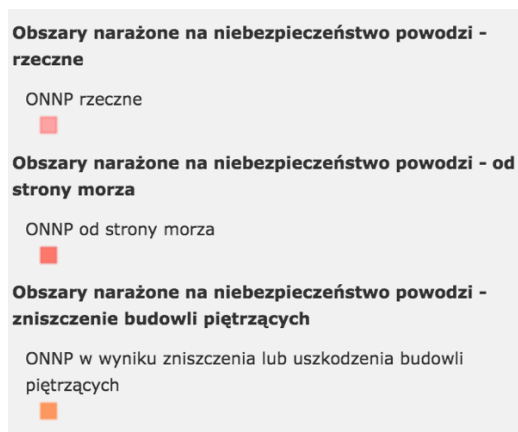 Obszary narażone na niebezpieczeństwo powodzi -
rzeczne
ONNP rzeczne
Obszary narażone na niebezpieczeństwo powodzi - od
strony morza
ONNP od strony morza
Obszary narażone na niebezpieczeństwo powodzi -
zniszczenie budowli piętrzących
ONNP w wyniku zniszczenia lub uszkodzenia budowli
piętrzących